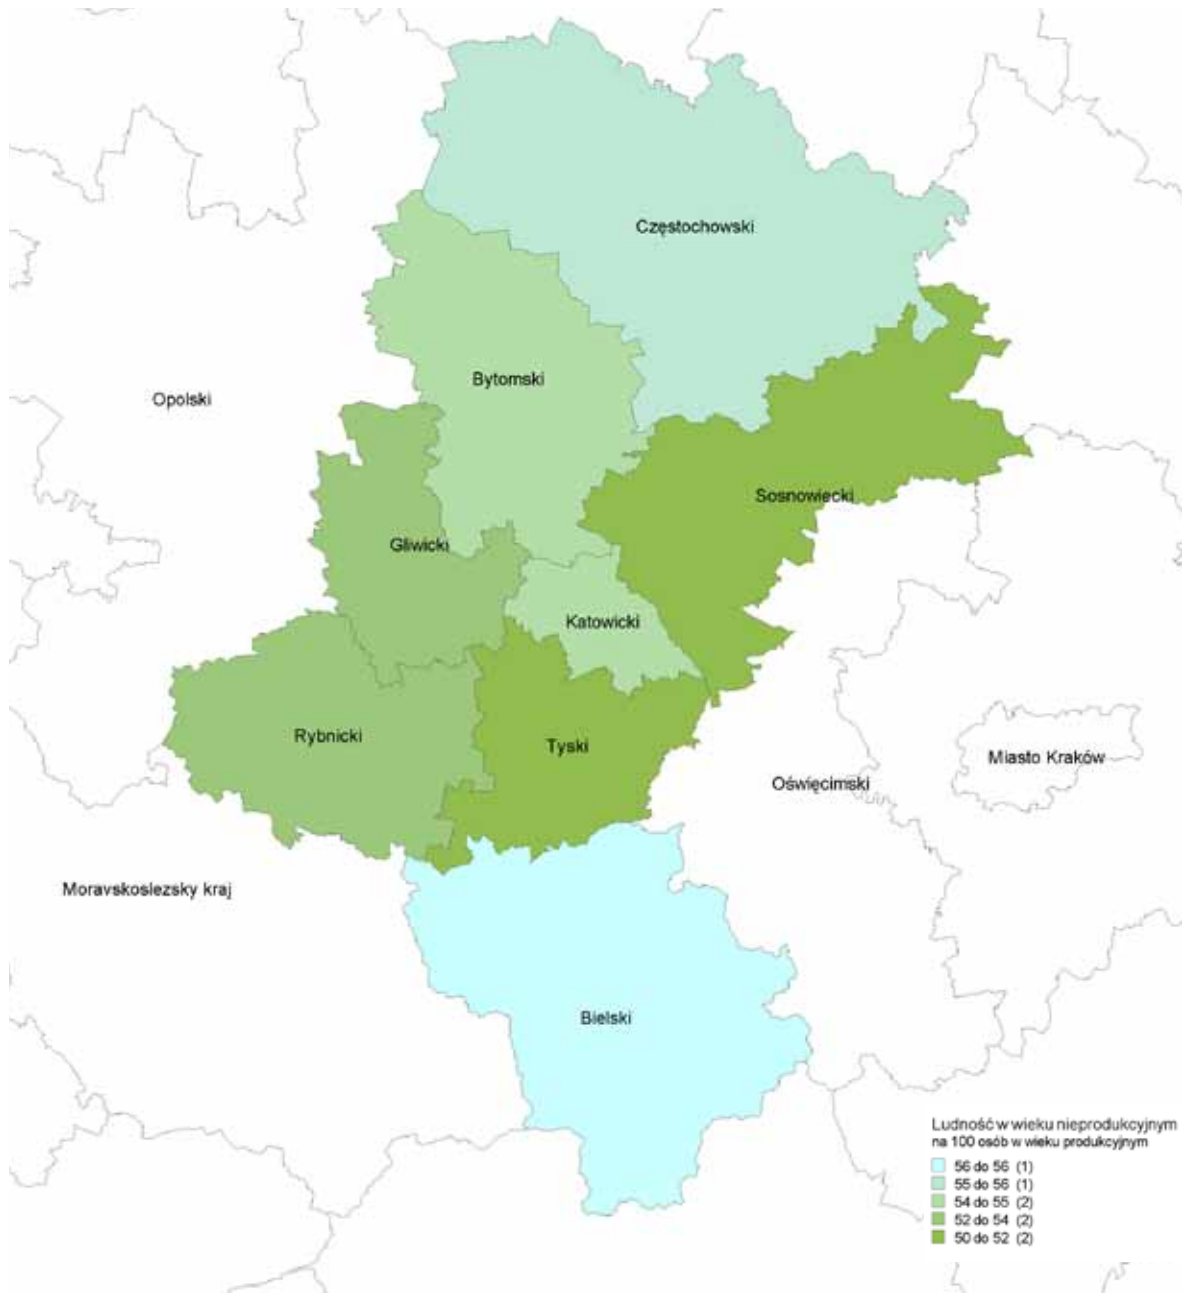 Częstochowski
Bytomski
Opolski
Sosnowiecki
Gliwicki
Katowicki
Rybnicki
Tyski
Miasto Kraków
Oświęcimski
Moravskoslezsky kraj
Bielski
Ludność w wieku nieprodukcyjnym
na 100 osób w wieku produkcyjnym
56 do 56 (1)
55 do 56 (1)
54 do 55 (2)
52 do 54 (2)
50 do 52 (2)